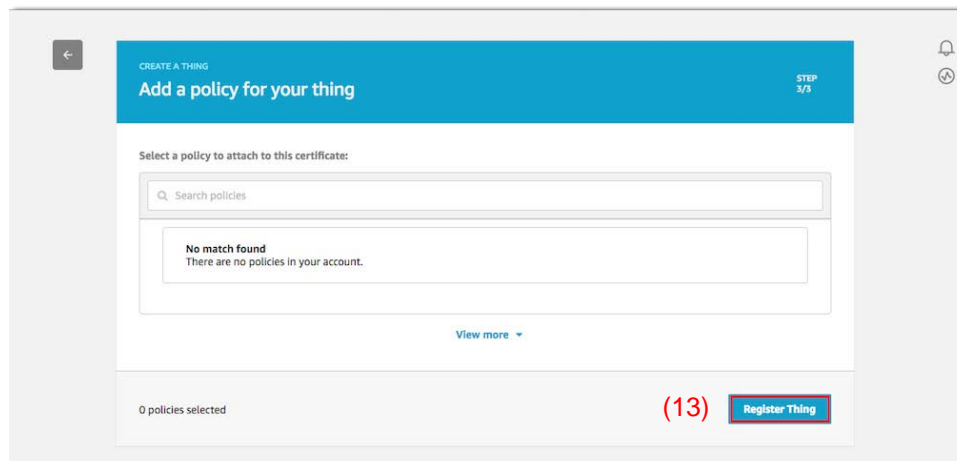 CREATE A THING
Add a policy for your thing
STEP
3/3
Select a policy to attach to this certificate:
Search policies
No match found
There are no policies in your account.
View more
0 policies selected
(13)
Register Thing